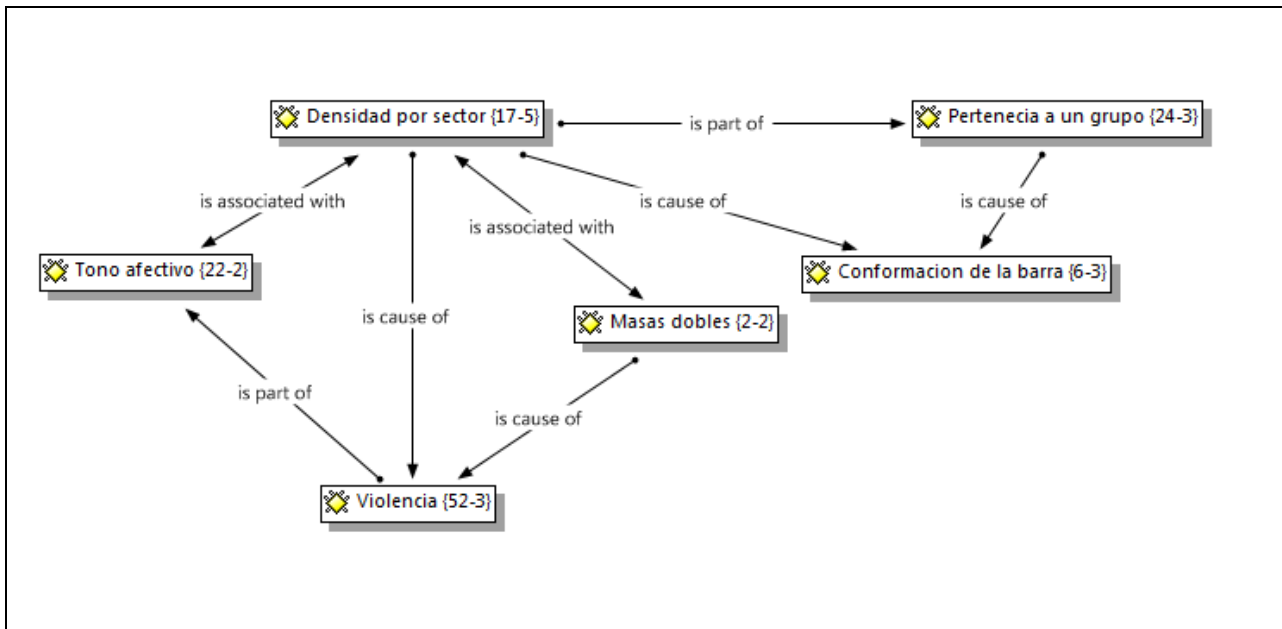 Densidad por sector {17-5}
is part of
Pertenecia a un grupo {24-3}
is associated with
is cause of
is cause of
is associated with
Tono afectivo {22-2}
Conformacion de la barra {6-3}
is cause of
Masas dobles {2-2}
is part of
is cause of
Violencia {52-3}